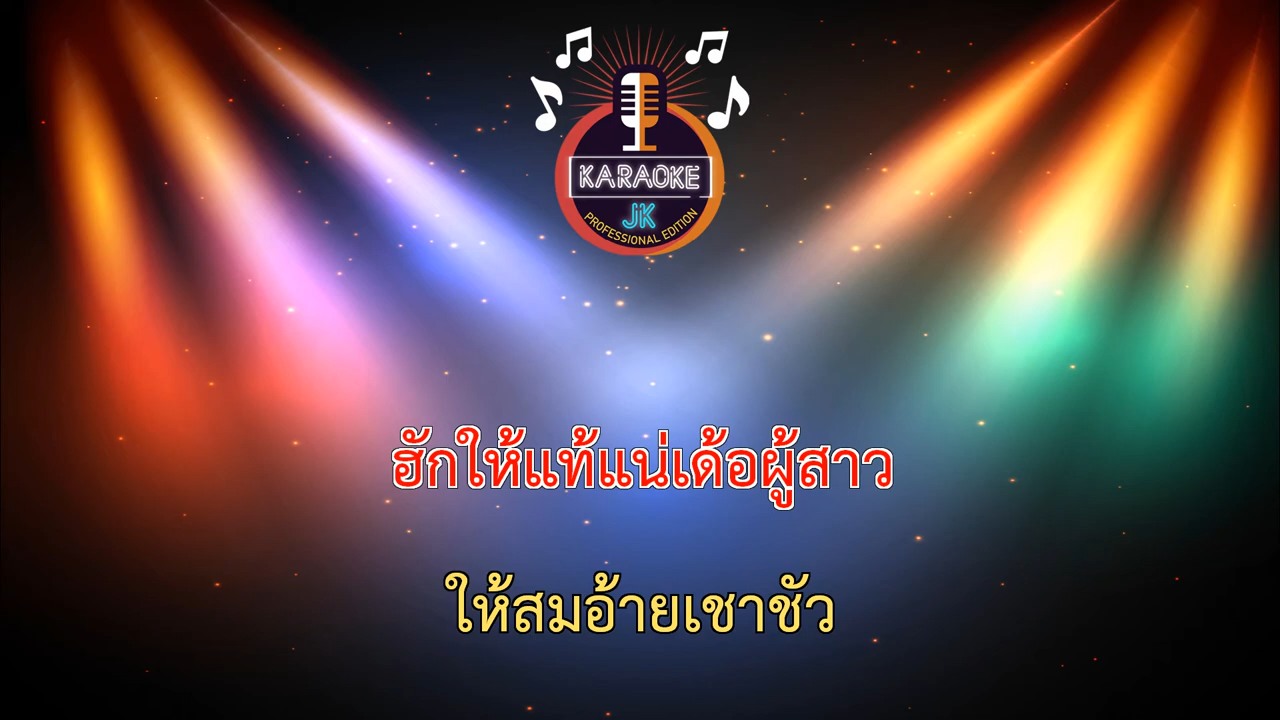 KARAOKE
JK
PROFESSIONAL EDITION
ฮักให้แท้แน่เด้อผู้สาว
ให้สมอ้ายเซาชัว